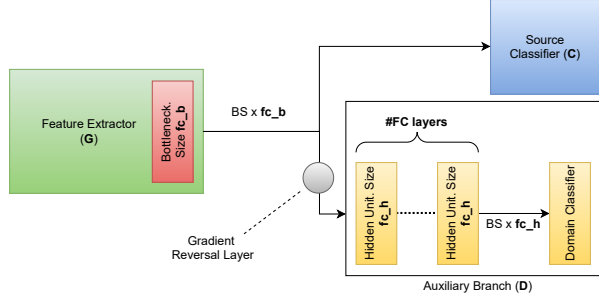 Source
Classifier (C)
Feature Extractor
(G)
Bottleneck.
Size fc_b
BS x fc_b
#FC layers
Hidden Unit. Size
fc_h
Hidden Unit. Size
fc_h
BS x fc_h
Domain Classifier
Gradient
Reversal Layer
Auxiliary Branch (D)